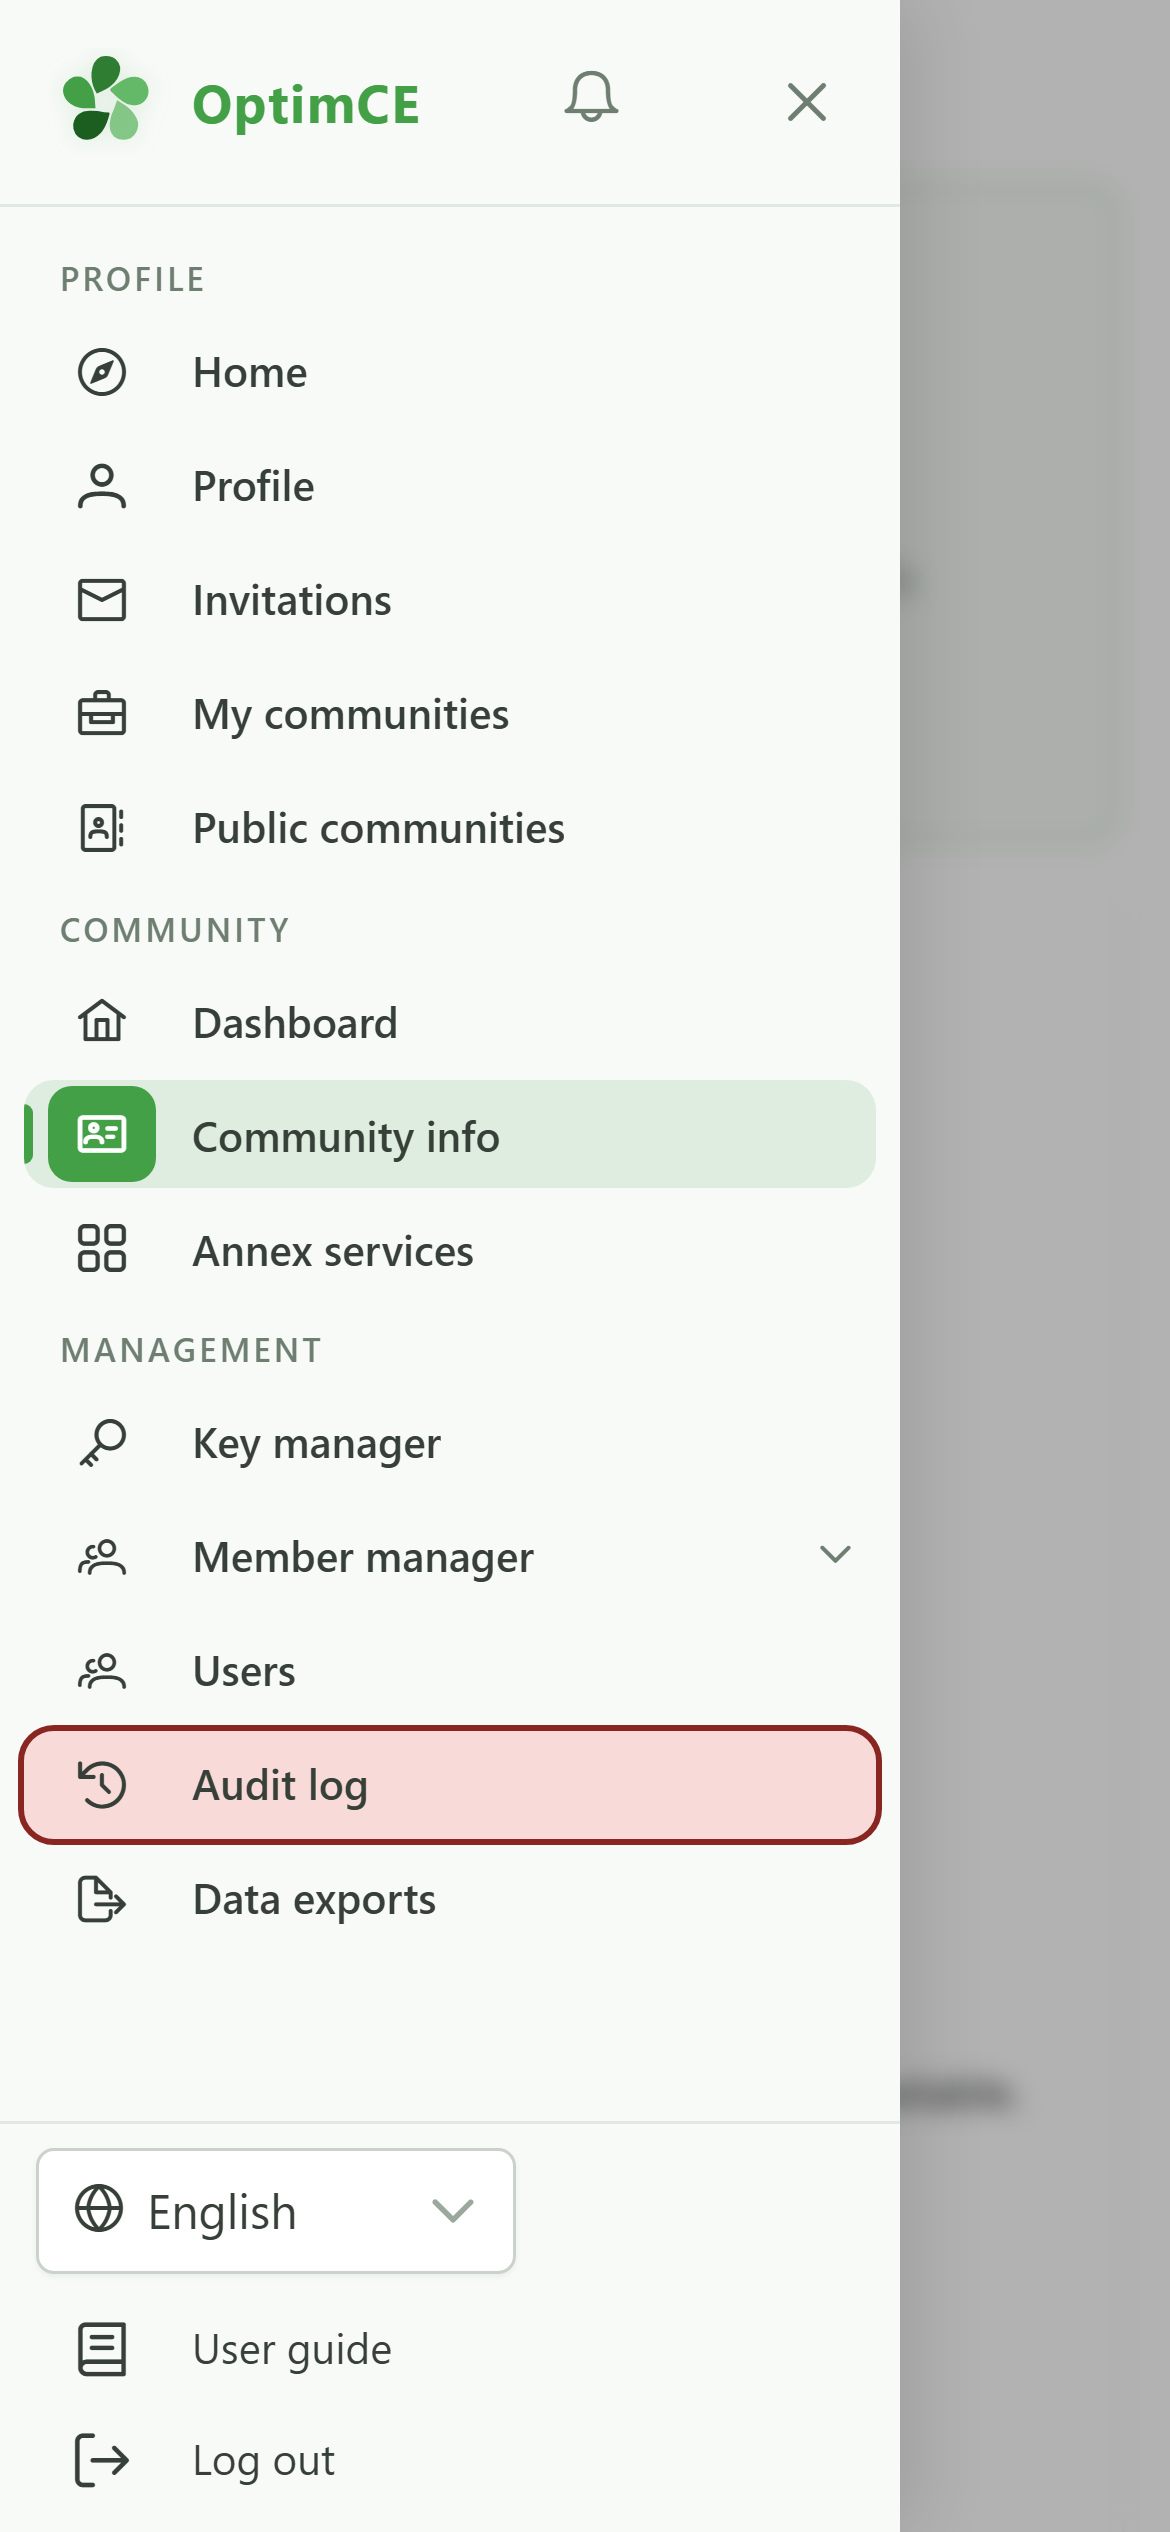 OptimCE
PROFILE
Home
Profile
Invitations
My communities
Public communities
COMMUNITY
Dashboard
Community info
Annex services
MANAGEMENT
Key manager
Member manager
Users
Audit log
Data exports
English
User guide
Log out